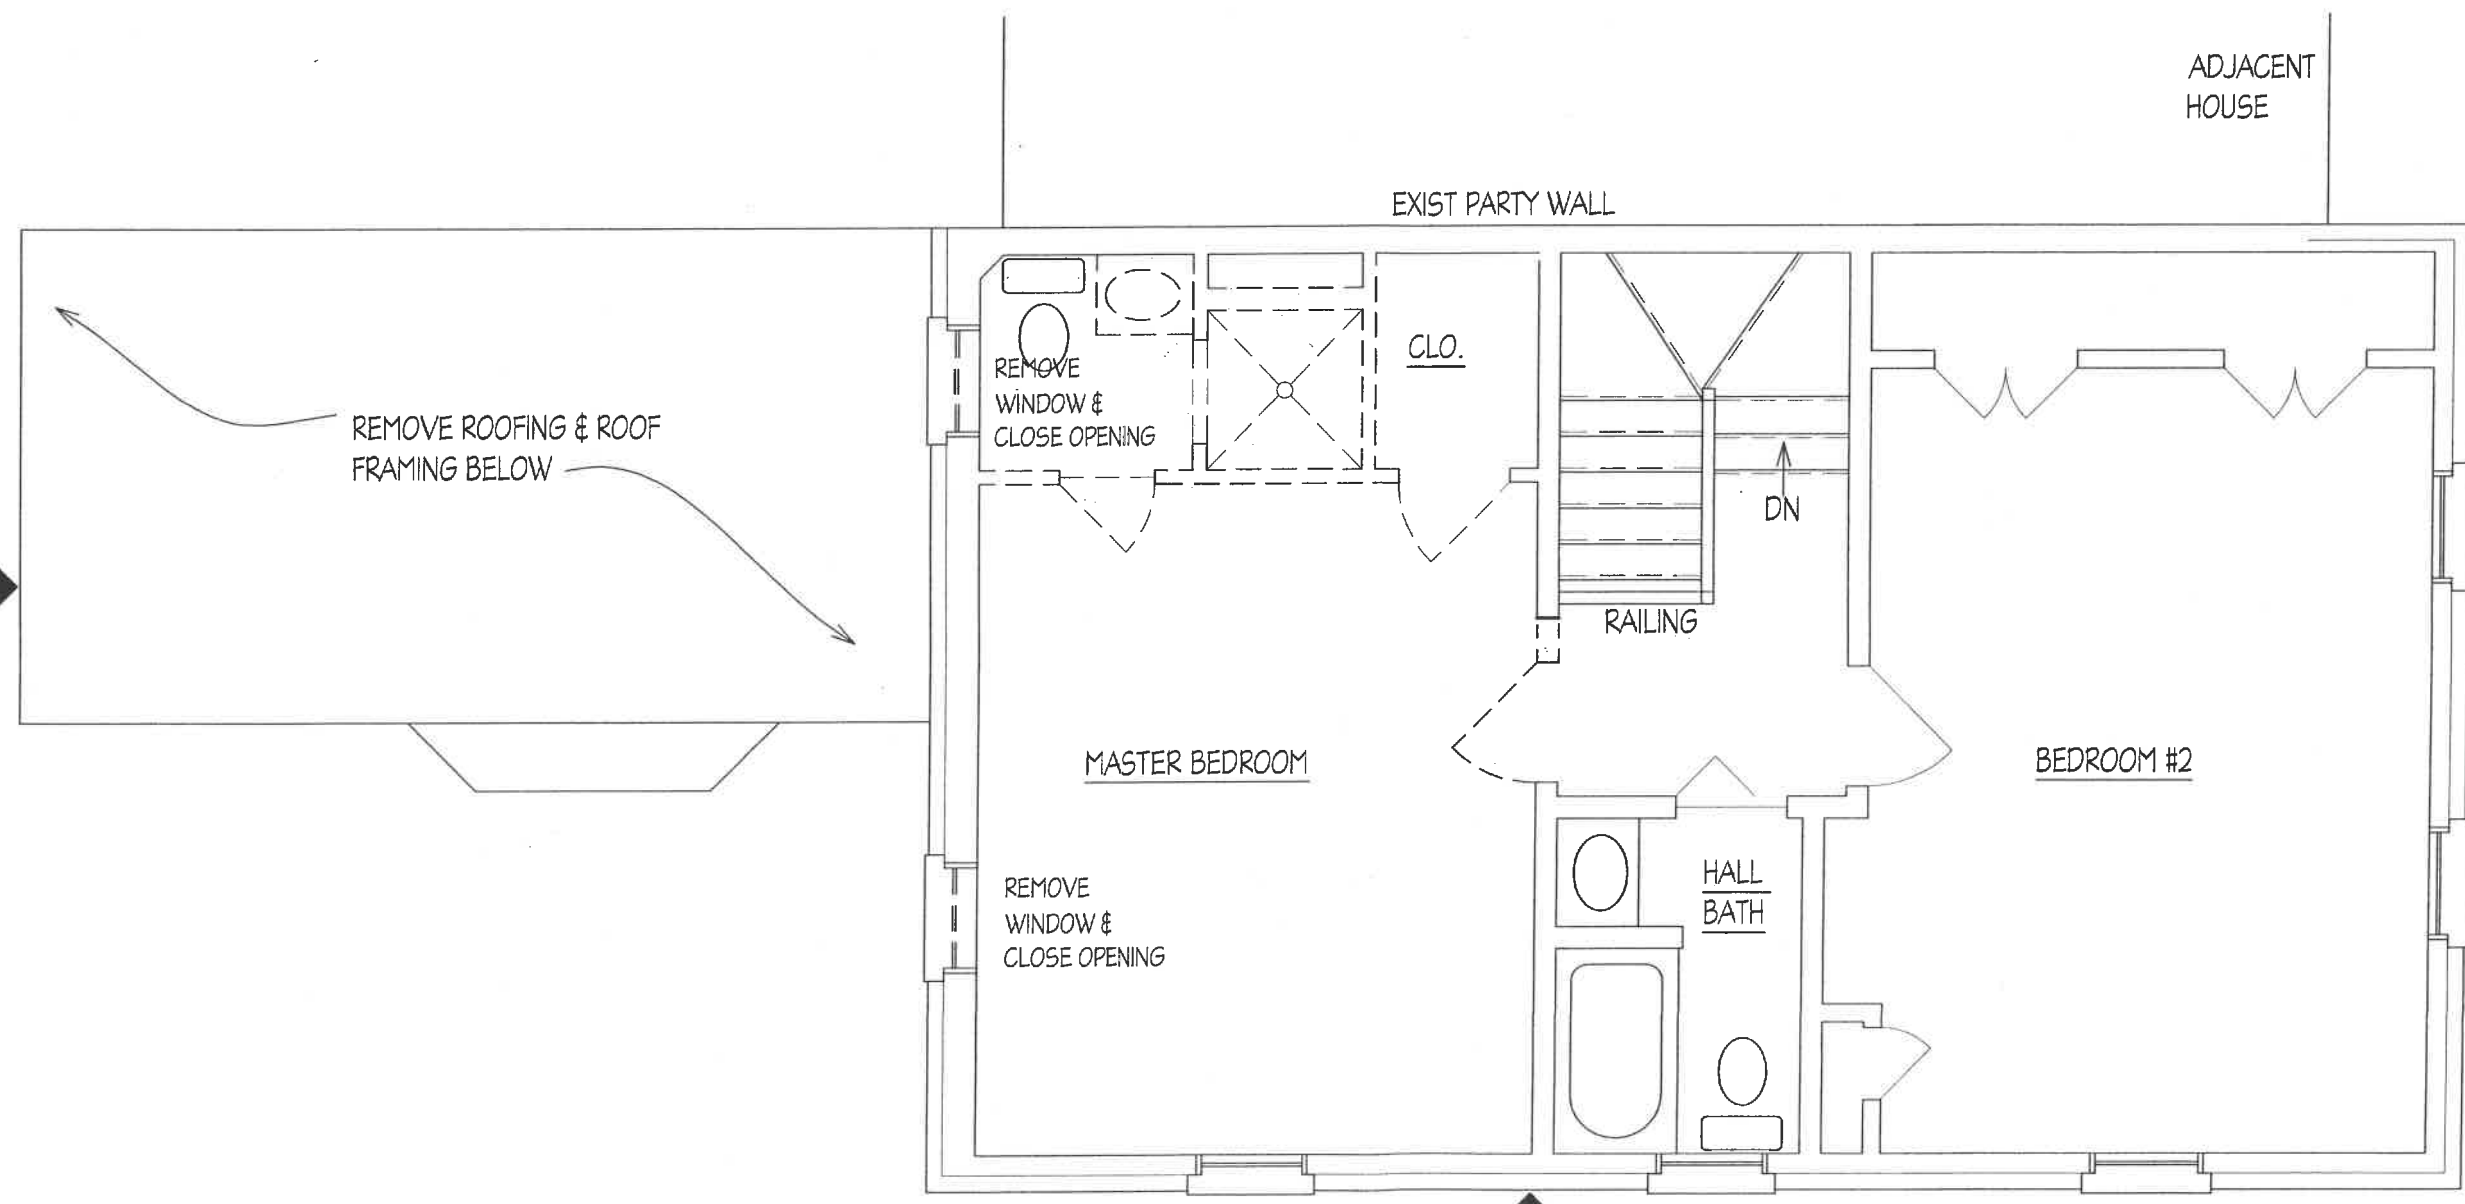 ADJACENT
HOUSE
EXIST PARTY WALL
CLO.
REMOVE
WINDOW &
CLOSE OPENING
REMOVE ROOFING & ROOF
FRAMING BELOW
DN
RAILING
MASTER BEDROOM
BEDROOM #2
REMOVE
WINDOW &
CLOSE OPENING
HALL
BATH